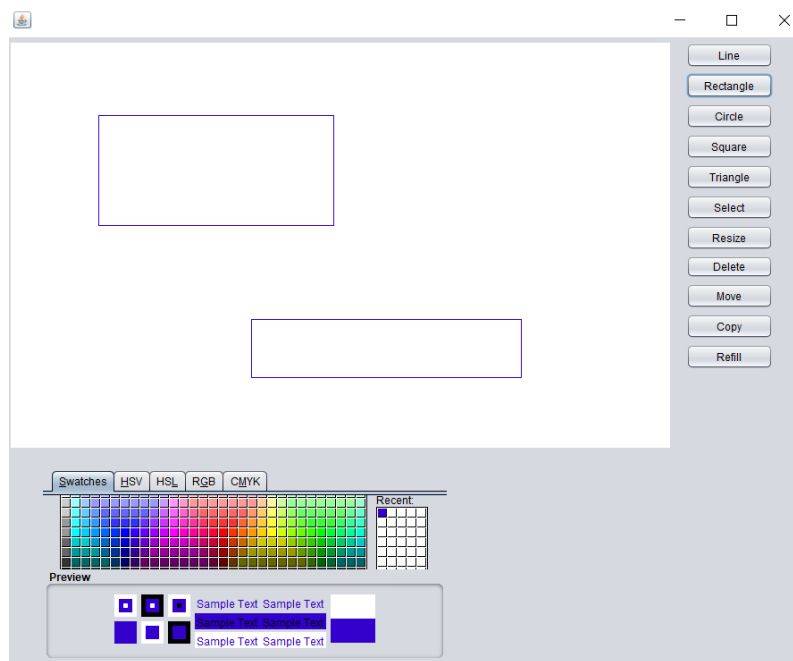 Line
Rectangle
Circle
Square
Triangle
Select
Resize
Delete
Move
Copy
Refill
Swatches HSV HSL RGB CMYK
Recent:
Preview
Sample Text Sample Text
Sample Text Sample Text
Sample Text Sample Text